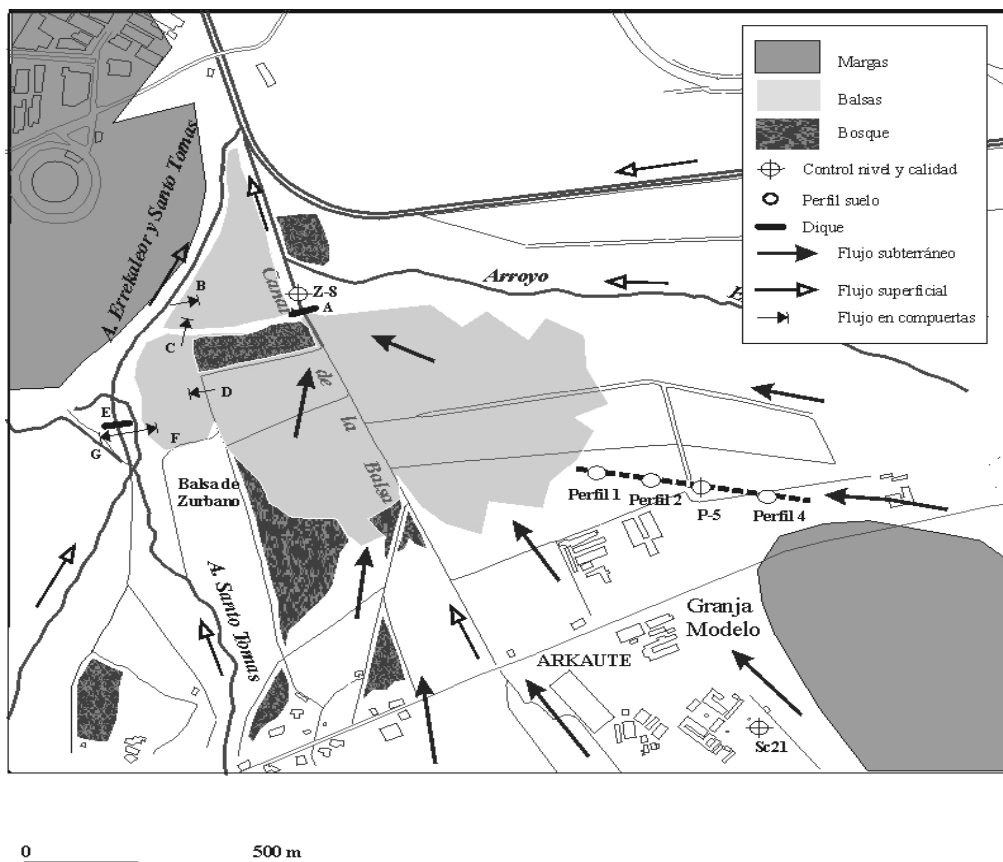 Margas
Balsas
Bosque
Control nivel y calidad
Perfil suelo
Dique
Flujo subterráneo
Flujo superficial
Flujo en compuertas
A. Errekaleor y Santo Tomas
Arroyo
B
Canal
Z-8
A
C
de
D
la
E
F
G
Balsa
Balsa de
Zurbano
Perfil 1
Perfil 2
P-5
Perfil 4
A. Santo Tomas
Granja
Modelo
ARKAUTE
Sc21
0
500 m